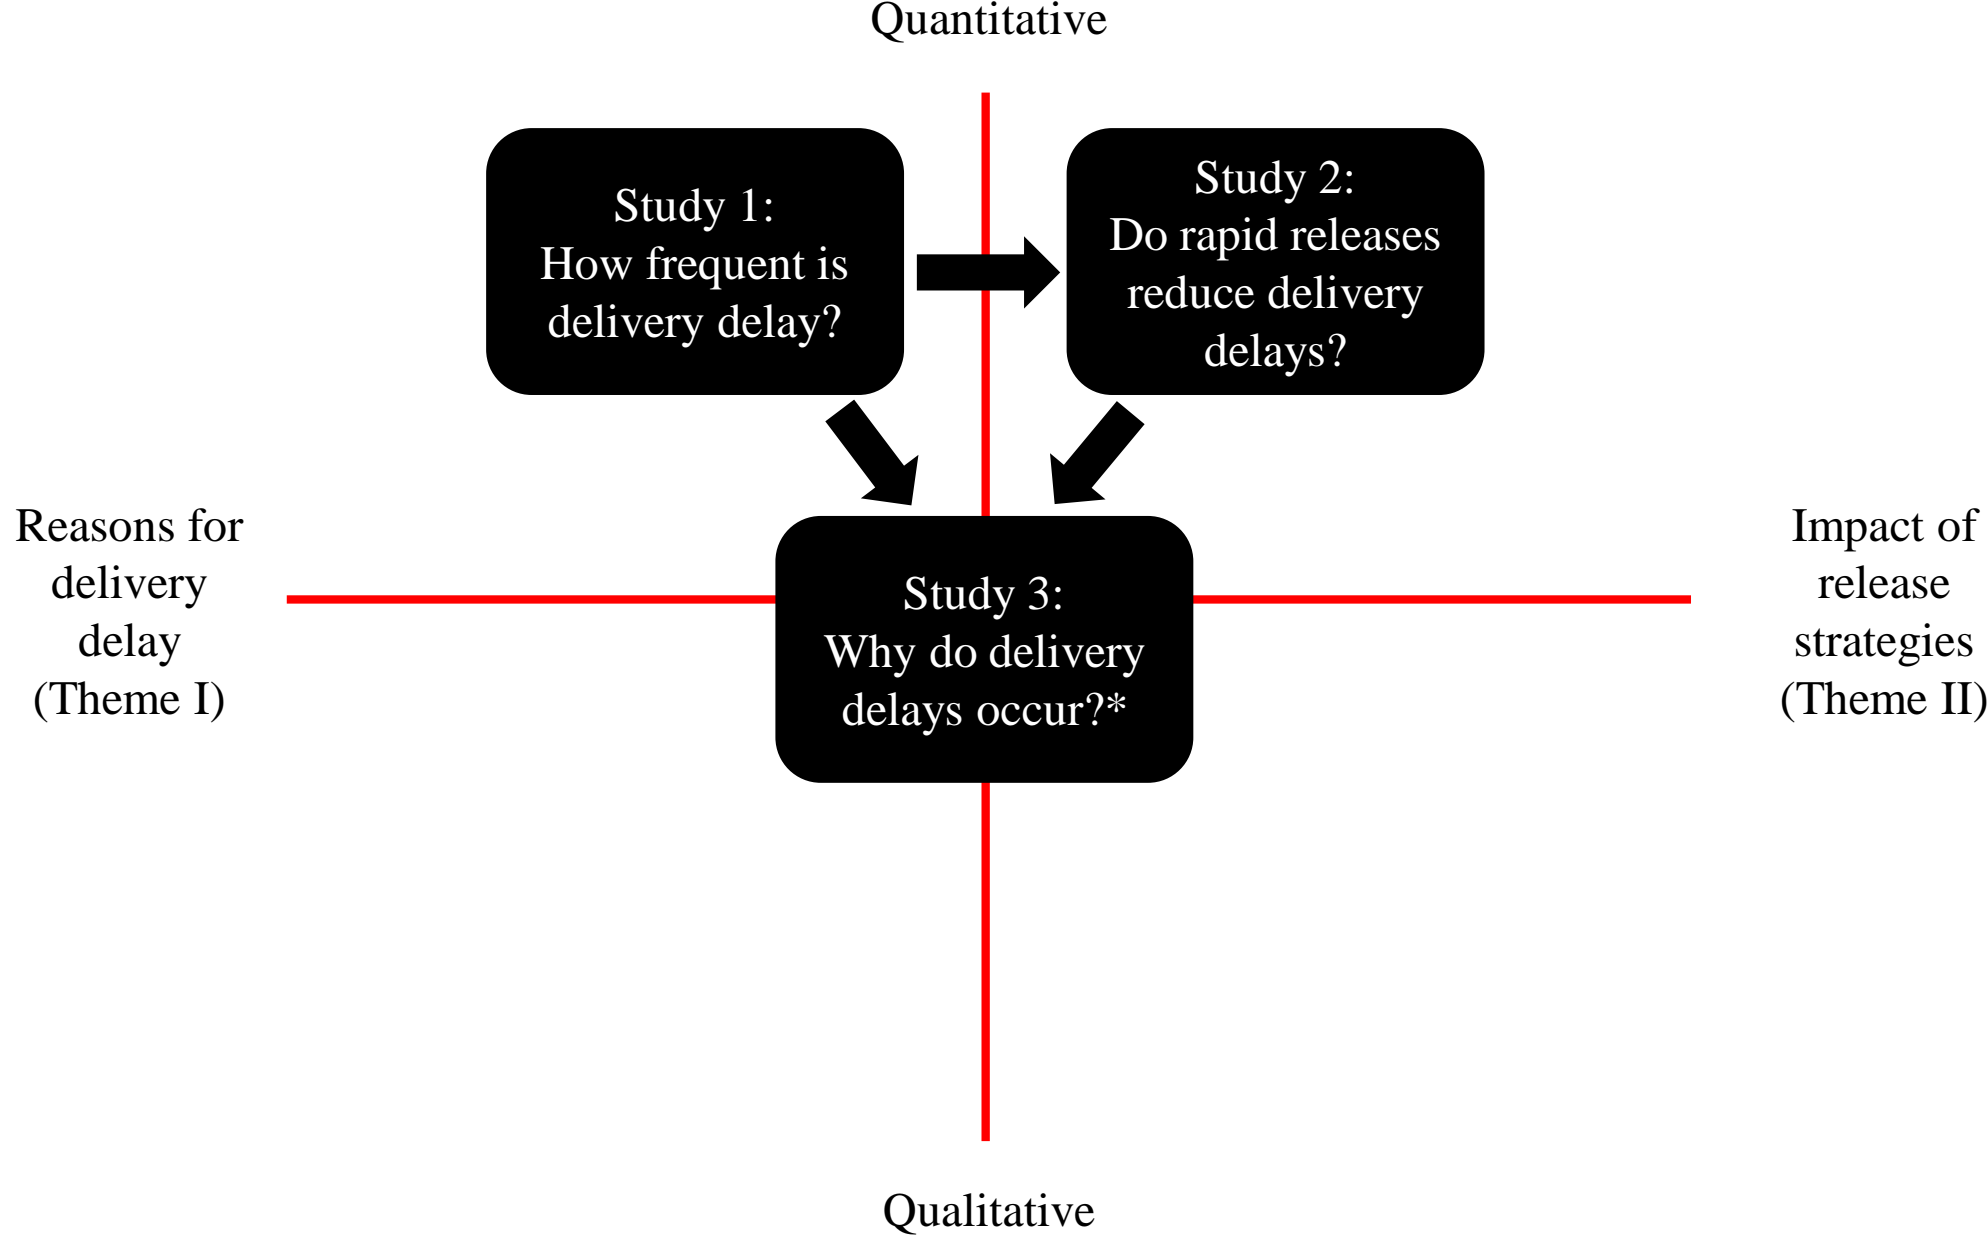 Quantitative
Study 1:
How frequent is
delivery delay?
Study 2:
Do rapid releases
reduce delivery
delays?
Reasons for
delivery
delay
(Theme I)
Study 3:
Why do delivery
delays occur?*
Impact of
release
strategies
(Theme II)
Qualitative